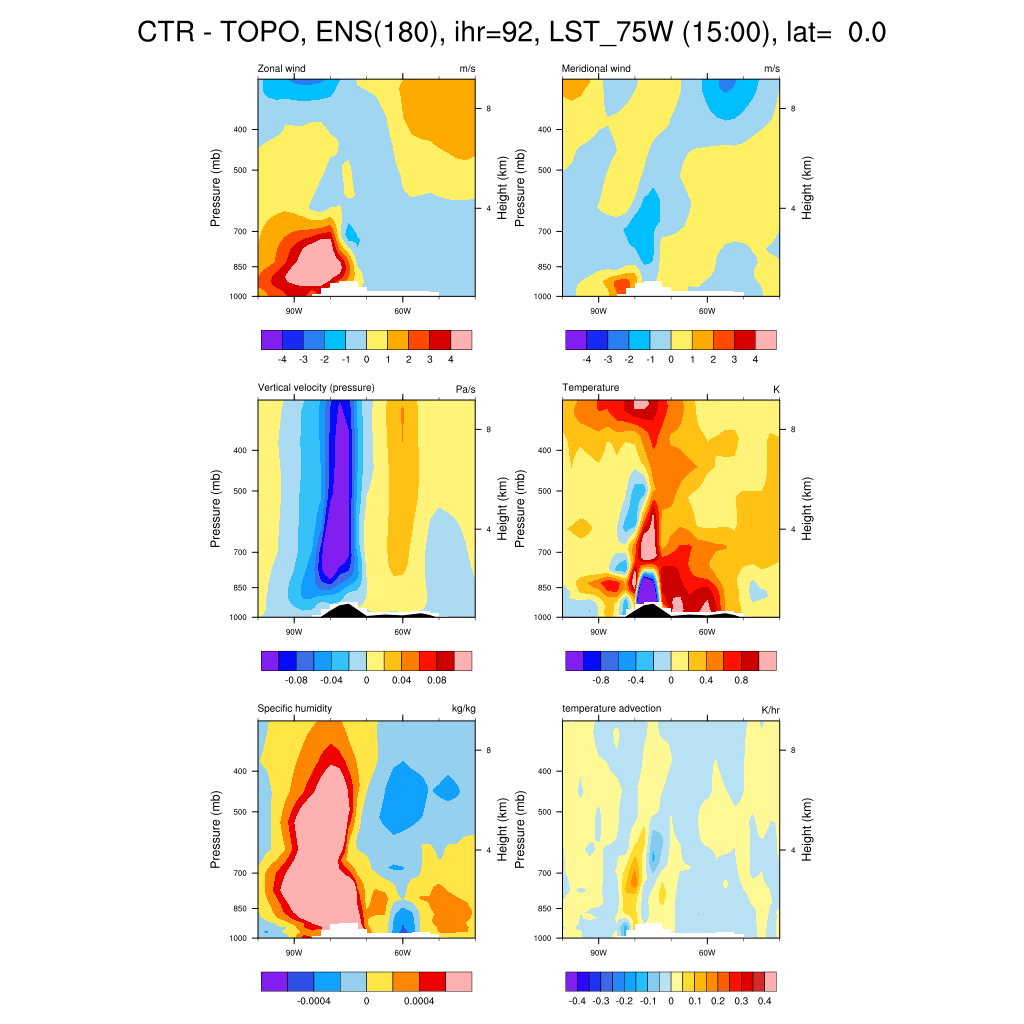 CTR - TOPO, ENS(180), ihr=92, LST_75W (15:00), lat= 0.0
Zonal wind m/s
Pressure (mb)
400
500
700
850
1000
90W 60W
8
4
Height (km)
-4 -3 -2 -1 0 1 2 3 4
Meridional wind m/s
Pressure (mb)
400
500
700
850
1000
90W 60W
8
4
Height (km)
-4 -3 -2 -1 0 1 2 3 4
Vertical velocity (pressure) Pa/s
Pressure (mb)
400
500
700
850
1000
90W 60W
8
4
Height (km)
-0.08 -0.04 0 0.04 0.08
Temperature K
Pressure (mb)
400
500
700
850
1000
90W 60W
8
4
Height (km)
-0.8 -0.4 0 0.4 0.8
Specific humidity kg/kg
Pressure (mb)
400
500
700
850
1000
90W 60W
8
4
Height (km)
-0.0004 0 0.0004
temperature advection K/hr
Pressure (mb)
400
500
700
850
1000
90W 60W
8
4
Height (km)
-0.4 -0.3 -0.2 -0.1 0 0.1 0.2 0.3 0.4